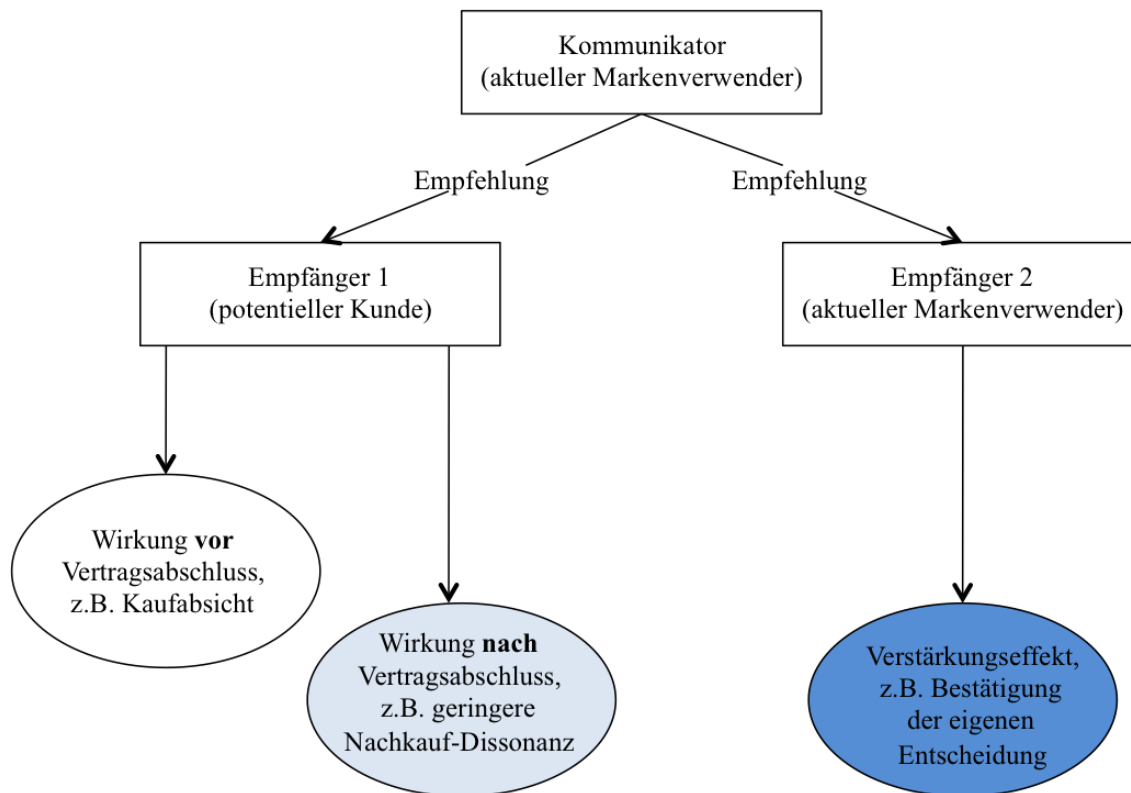 Kommunikator
(aktueller Markenverwender)
Empfehlung
Empfehlung
Empfänger 1
(potentieller Kunde)
Empfänger 2
(aktueller Markenverwender)
Wirkung vor
Vertragsabschluss,
z.B. Kaufabsicht
Wirkung nach
Vertragsabschluss,
z.B. geringere
Nachkauf-Dissonanz
Verstärkungseffekt,
z.B. Bestätigung
der eigenen
Entscheidung